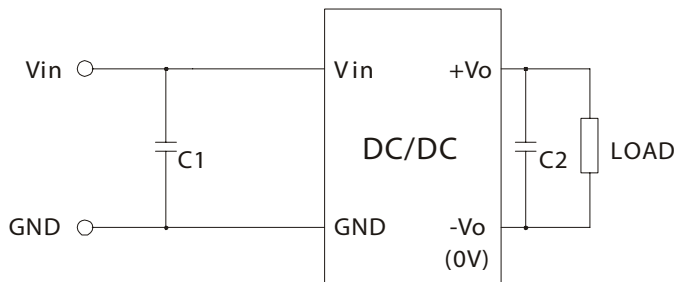 Vin
Vin
+Vo
C1
DC/DC
C2
LOAD
GND
GND
-Vo
(0V)